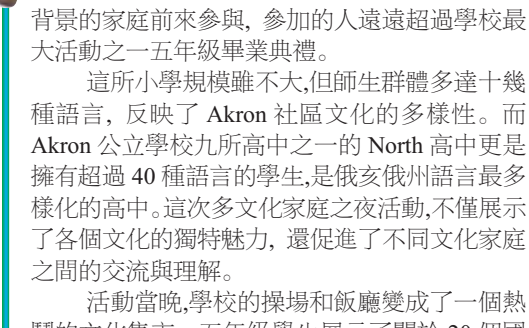 背景的家庭前來參與, 參加的人遠遠超過學校最
大活動之一五年級畢業典禮。
這所小學規模雖不大,但師生群體多達十幾
種語言, 反映了 Akron 社區文化的多樣性。而
Akron 公立學校九所高中之一的 North 高中更是
擁有超過 40 種語言的學生,是俄亥俄州語言最多
樣化的高中。這次多文化家庭之夜活動,不僅展示
了各個文化的獨特魅力, 還促進了不同文化家庭
之間的交流與理解。
活動當晚,學校的操場和飯廳變成了一個熱
鬧的文化集市。五年級學生展示了關於 20 個國